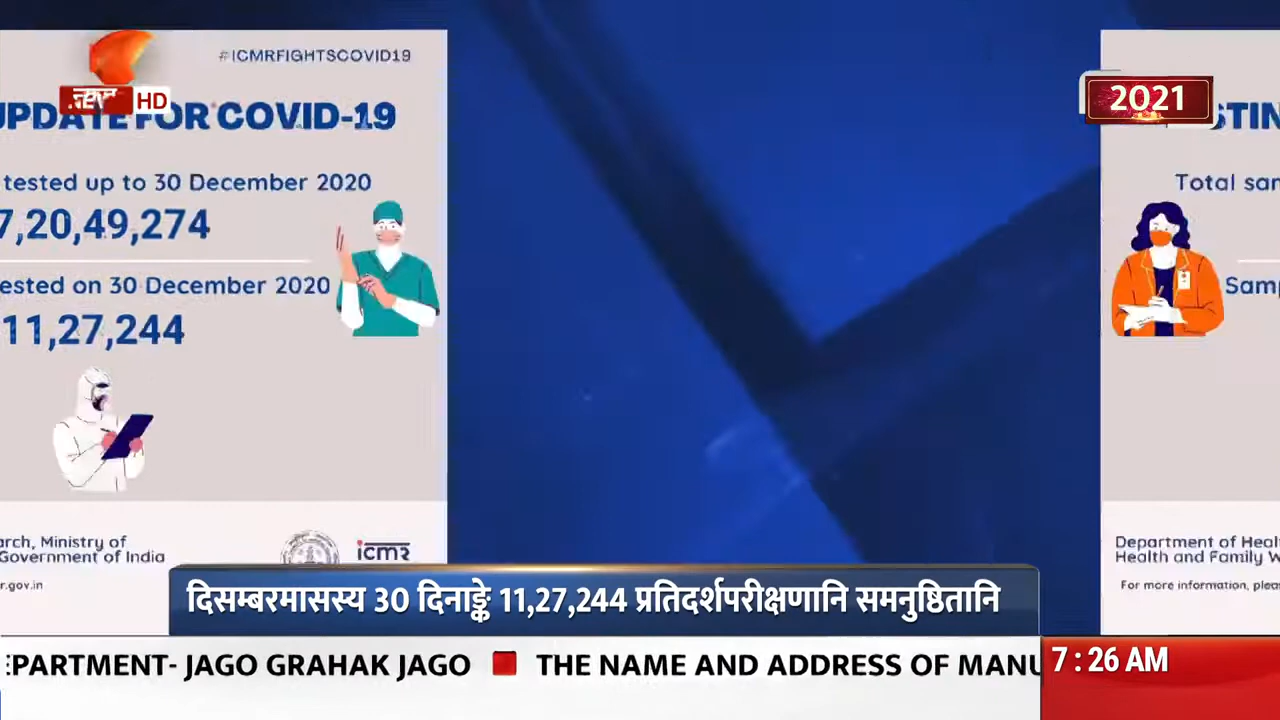 #ICMRFIGHTSCOVID19
HD
2021
UPDATE FOR COVID-19
tested up to 30 December 2020
7,20,49,274
ested on 30 December 2020
11,27,244
arch, Ministry of
Government of India
icmr
r.gov.in
STIN
Total sam
Samp
Department of Healt
Health and Family W
For more information, pleas
दिसम्बरमासस्य 30 दिनाङ्के 11,27,244 प्रतिदर्शपरीक्षणानि समनुष्ठितानि
EPARTMENT- JAGO GRAHAK JAGO
THE NAME AND ADDRESS OF MANU
7 : 26 AM